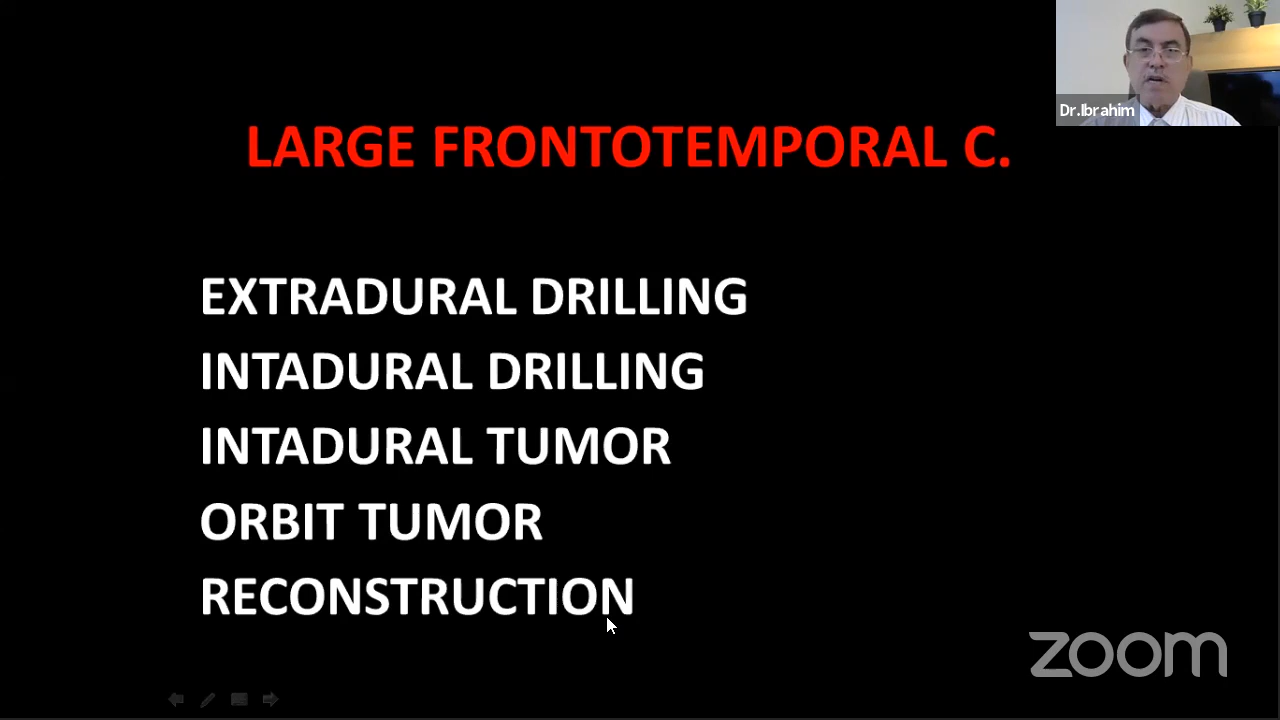 Dr.Ibrahim
LARGE FRONTOTEMPORAL C.
EXTRADURAL DRILLING
INTADURAL DRILLING
INTADURAL TUMOR
ORBIT TUMOR
RECONSTRUCTION
zoom